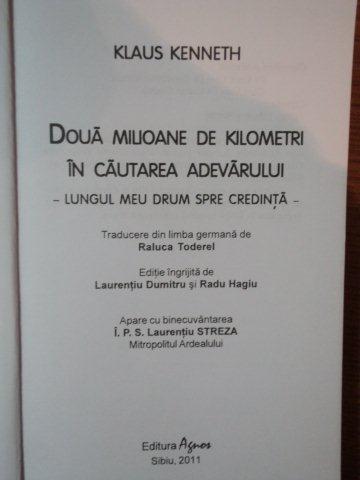 KLAUS KENNETH
DOUĂ MILIOANE DE KILOMETRI
ÎN CĂUTAREA ADEVĂRULUI
– LUNGUL MEU DRUM SPRE CREDINȚĂ –
Traducere din limba germană de
Raluca Toderel
Ediție îngrijită de
Laurențiu Dumitru și Radu Hagiu
Apare cu binecuvântarea
Î. P. S. Laurențiu STREZA
Mitropolitul Ardealului
Editura Agnos
Sibiu, 2011